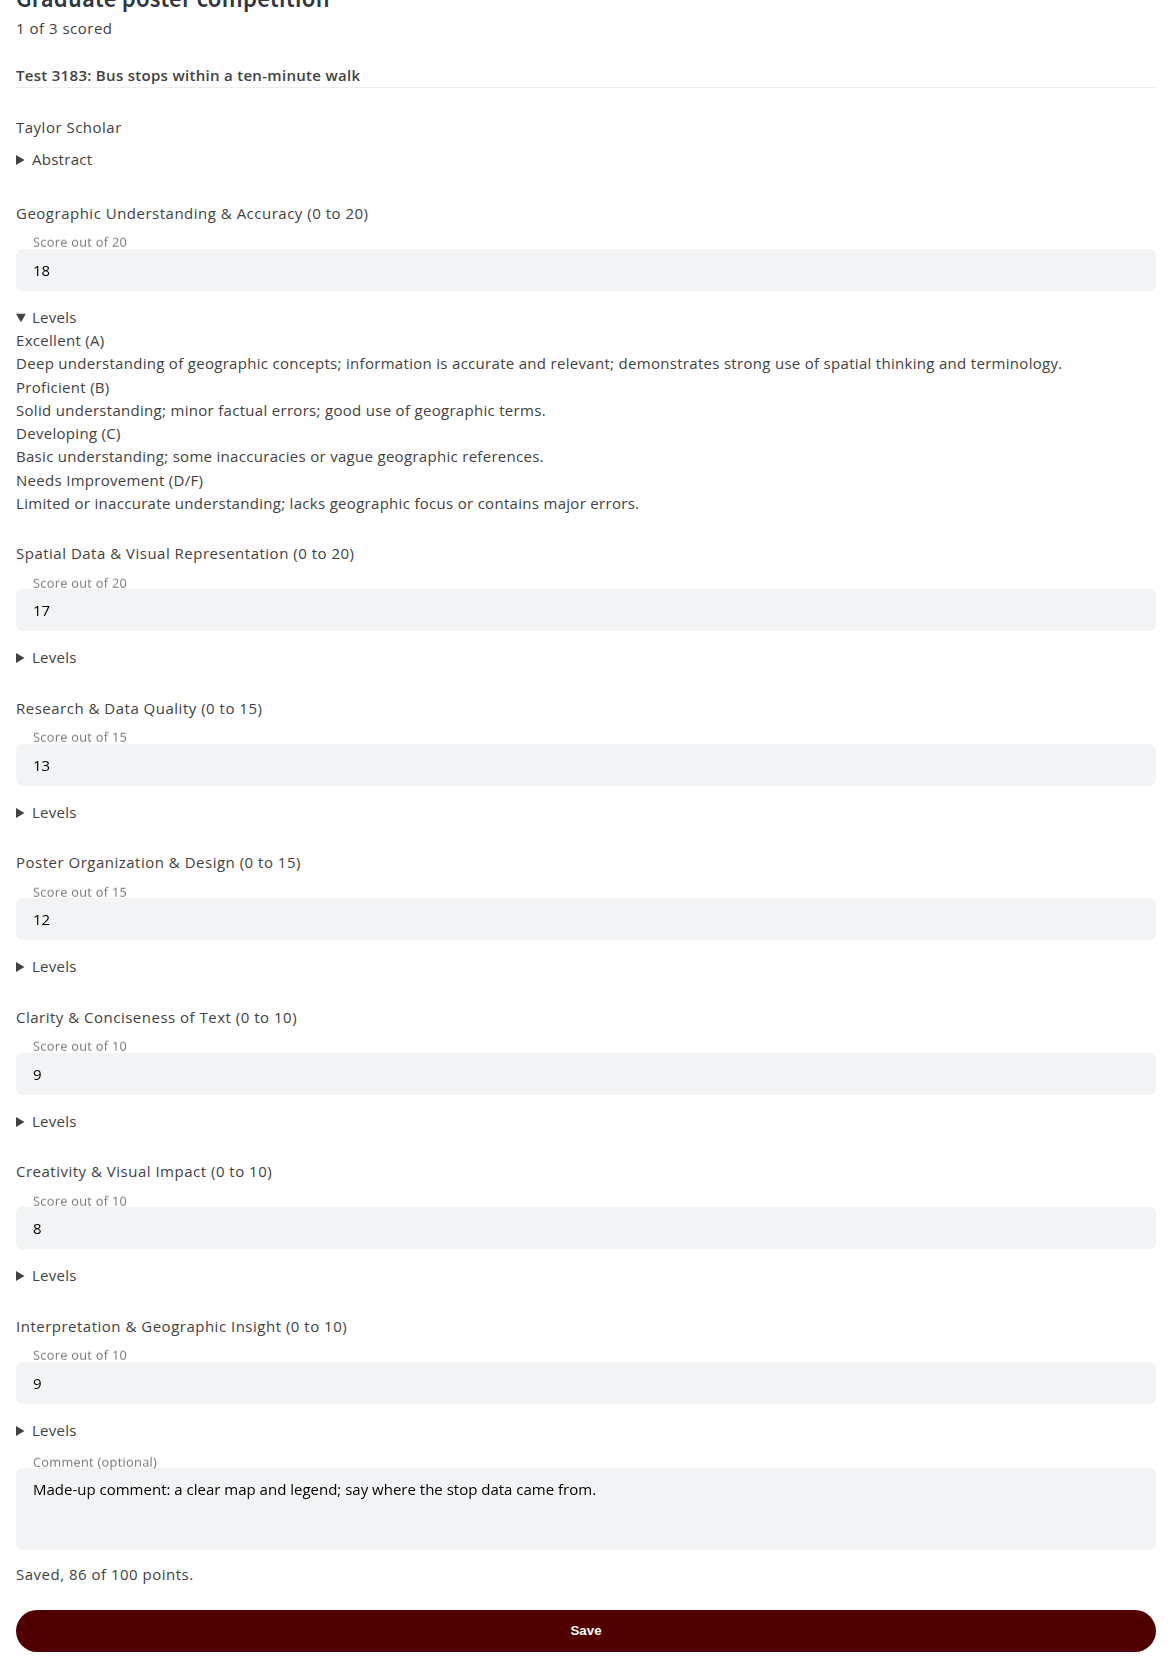 Graduate poster competition
1 of 3 scored
Test 3183: Bus stops within a ten-minute walk
Taylor Scholar
Abstract
Geographic Understanding & Accuracy (0 to 20)
Score out of 20
18
Levels
Excellent (A)
Deep understanding of geographic concepts; information is accurate and relevant; demonstrates strong use of spatial thinking and terminology.
Proficient (B)
Solid understanding; minor factual errors; good use of geographic terms.
Developing (C)
Basic understanding; some inaccuracies or vague geographic references.
Needs Improvement (D/F)
Limited or inaccurate understanding; lacks geographic focus or contains major errors.
Spatial Data & Visual Representation (0 to 20)
Score out of 20
17
Levels
Research & Data Quality (0 to 15)
Score out of 15
13
Levels
Poster Organization & Design (0 to 15)
Score out of 15
12
Levels
Clarity & Conciseness of Text (0 to 10)
Score out of 10
9
Levels
Creativity & Visual Impact (0 to 10)
Score out of 10
8
Levels
Interpretation & Geographic Insight (0 to 10)
Score out of 10
9
Levels
Comment (optional)
Made-up comment: a clear map and legend; say where the stop data came from.
Saved, 86 of 100 points.
Save